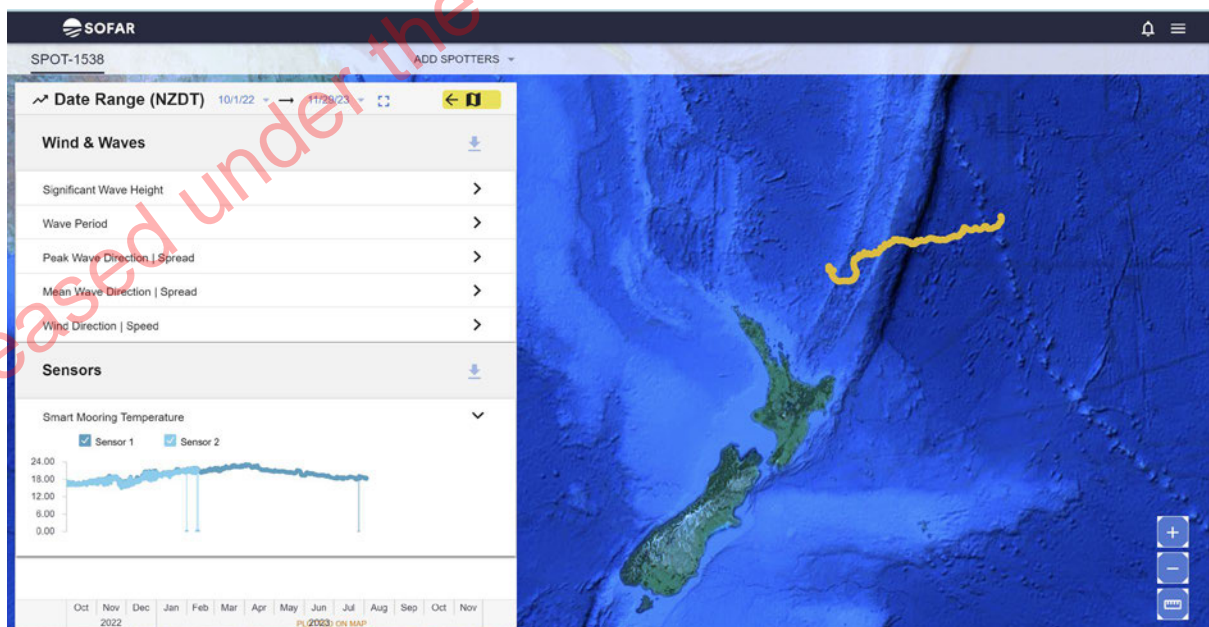 SOFAR
SPOT-1538
ADD SPOTTERS
Date Range (NZDT) 10/1/22 → 11/29/23
Wind & Waves
Significant Wave Height
Wave Period
Peak Wave Direction | Spread
Mean Wave Direction | Spread
Wind Direction | Speed
Sensors
Smart Mooring Temperature
Sensor 1 Sensor 2
24.00
18.00
12.00
6.00
0.00
Oct Nov Dec Jan Feb Mar Apr May Jun Jul Aug Sep Oct Nov
2022 2023
ON MAP
eased under the